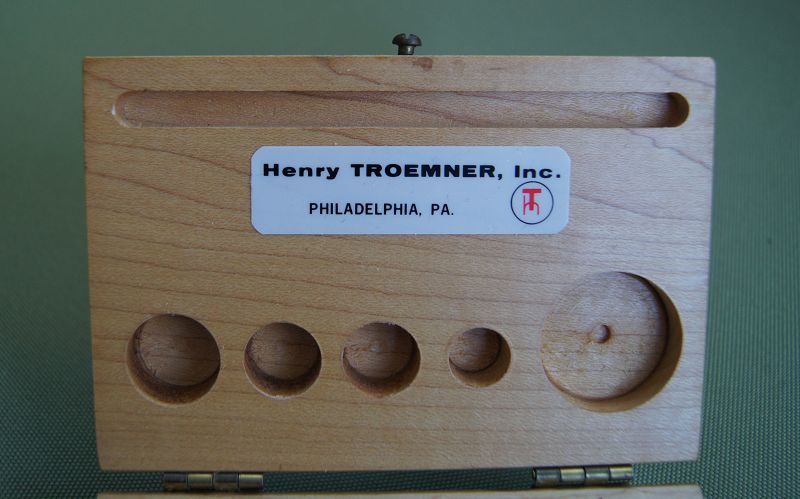 Henry TROEMNER, Inc.
PHILADELPHIA, PA.